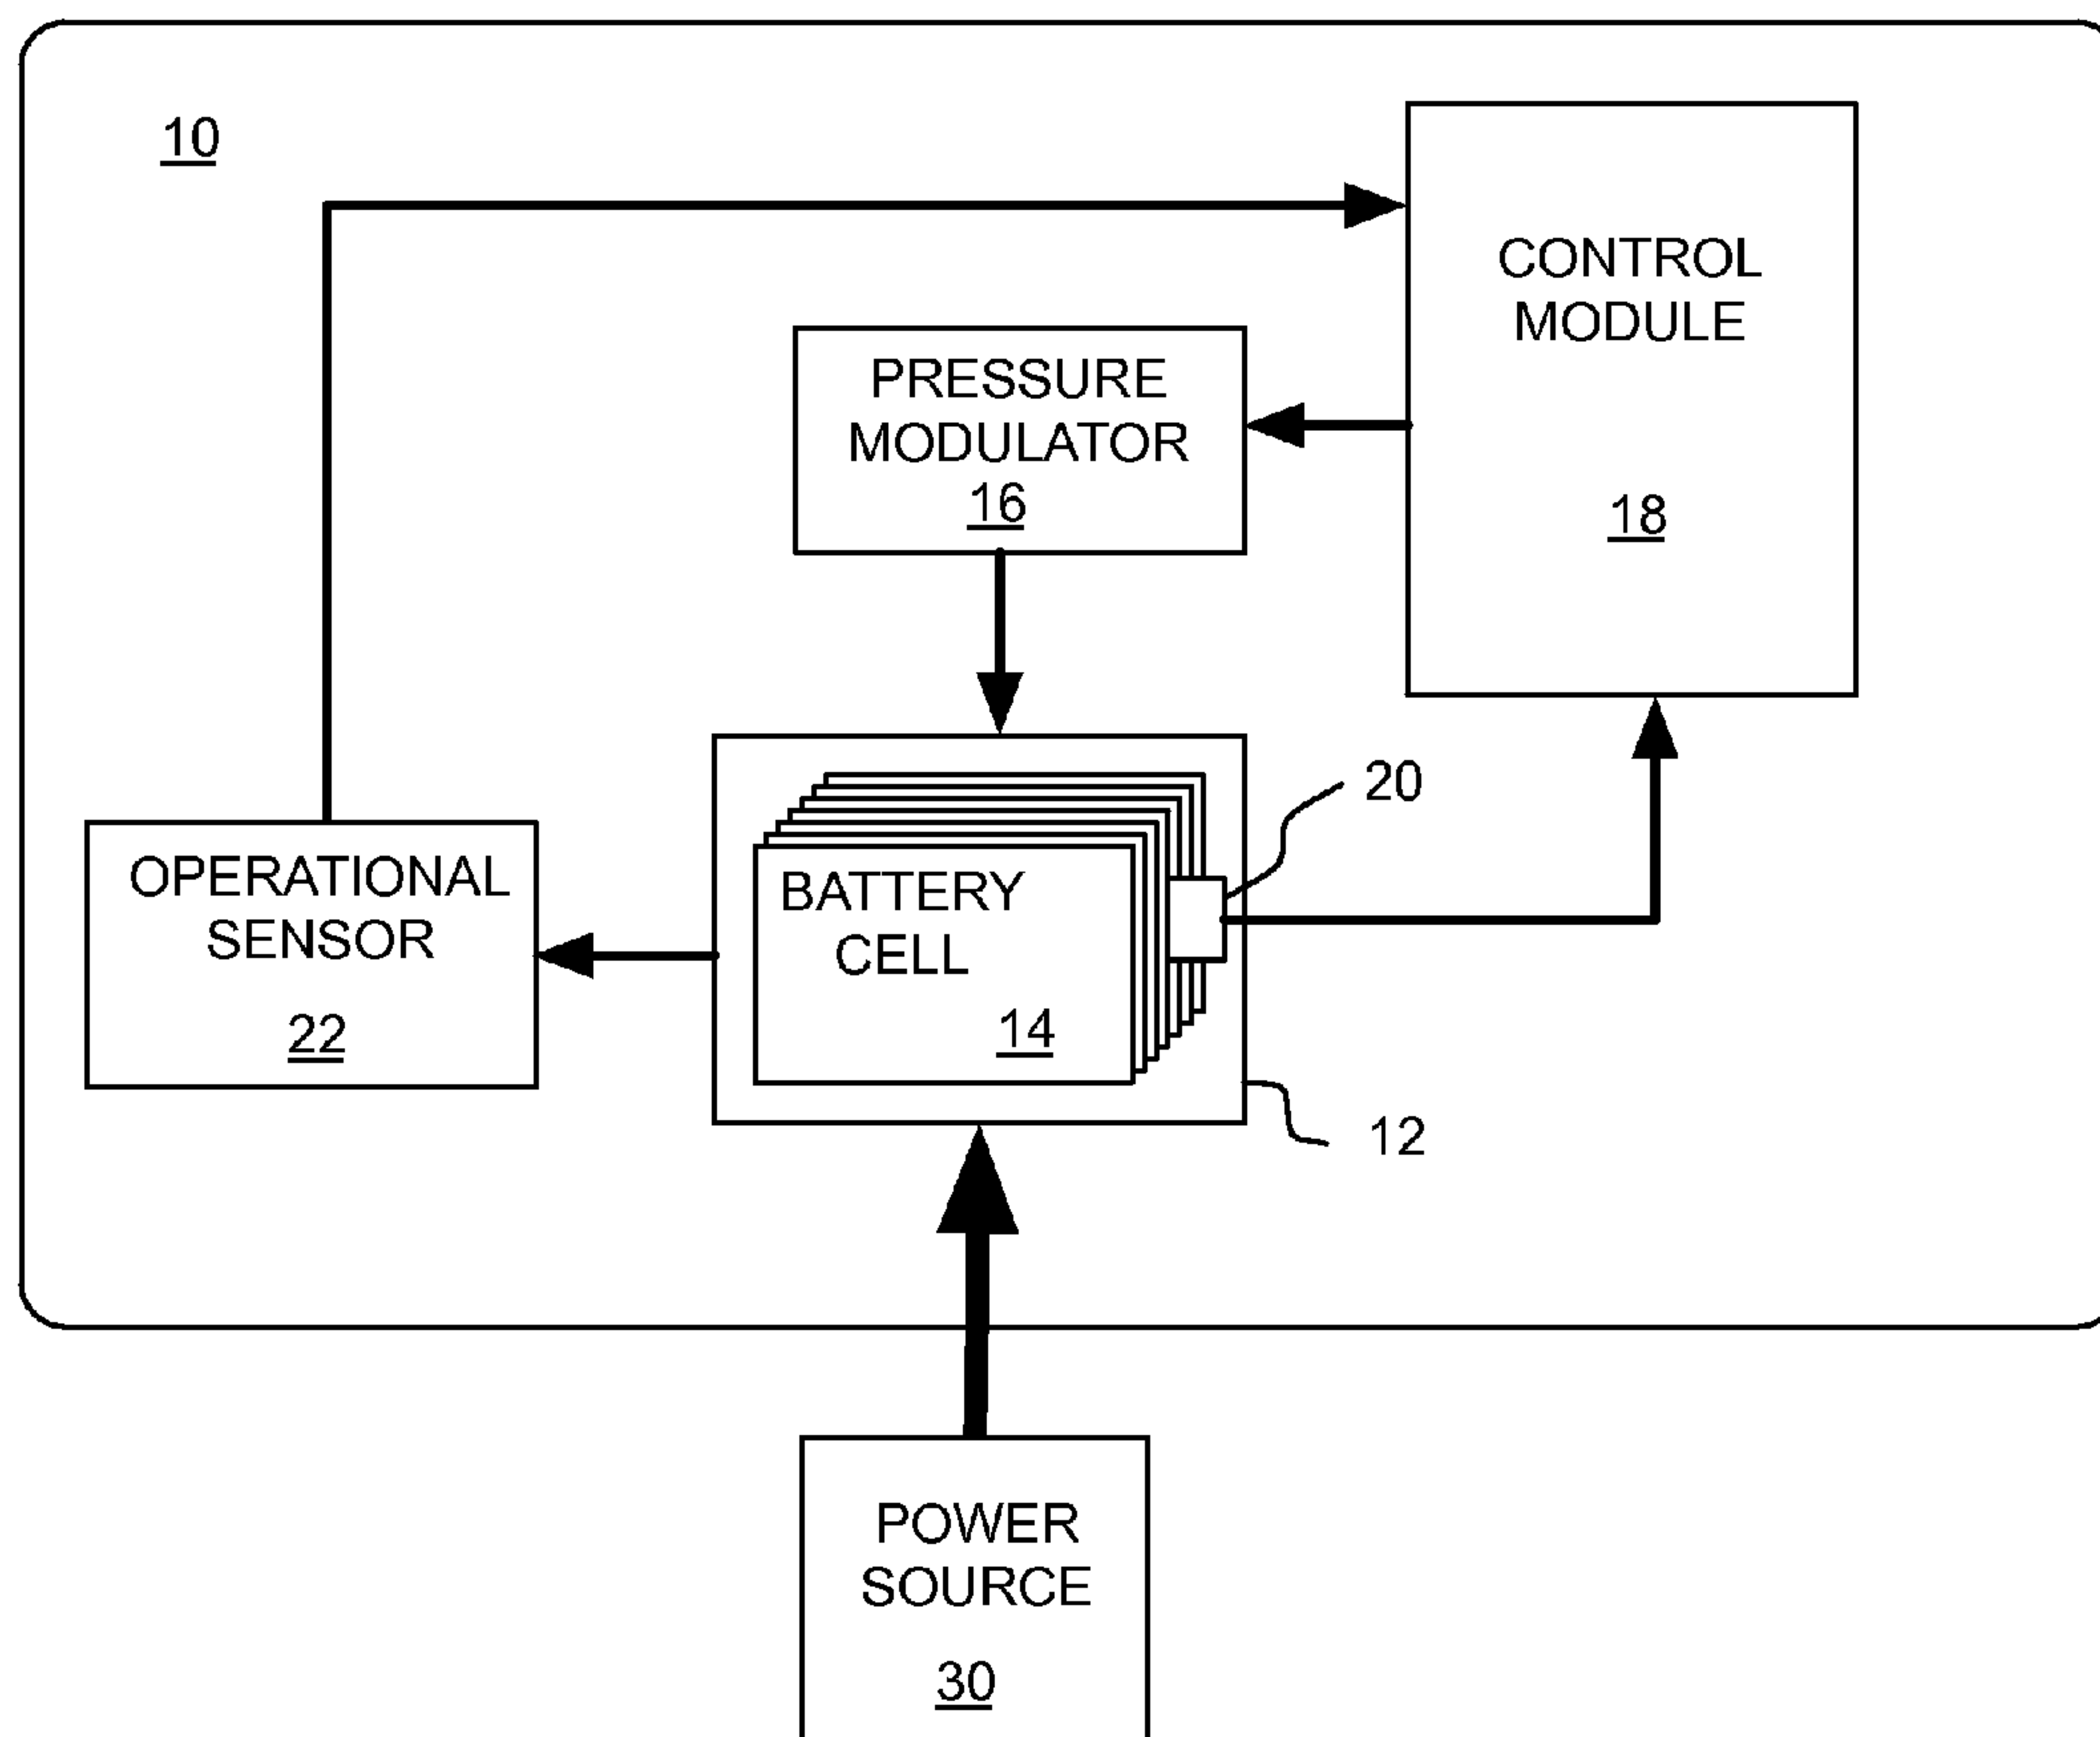 10
CONTROL
MODULE
18
PRESSURE
MODULATOR
16
20
OPERATIONAL
SENSOR
22
BATTERY
CELL
14
12
POWER
SOURCE
30